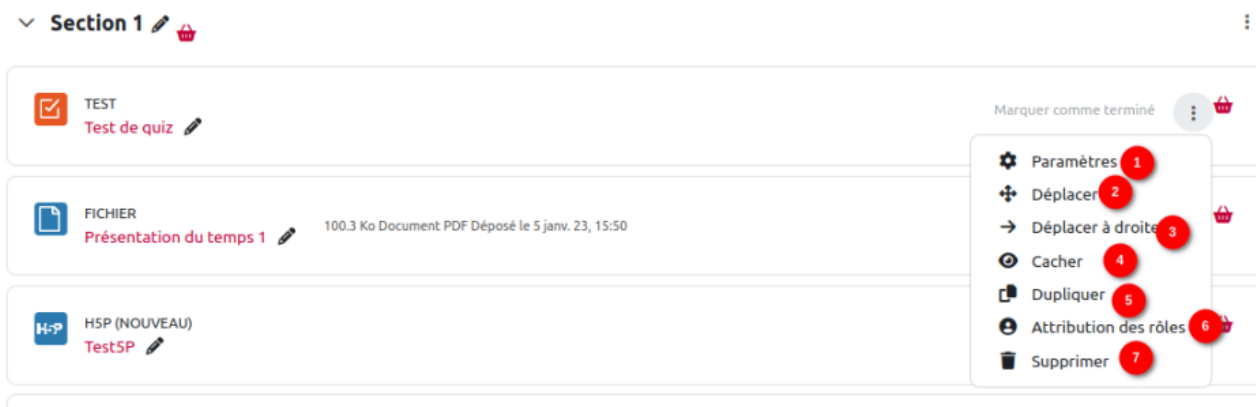 Section 1
TEST
Test de quiz
Marquer comme terminé
Paramètres 1
Déplacer 2
Déplacer à droite 3
Cacher 4
Dupliquer 5
Attribution des rôles 6
Supprimer 7
FICHIER
Présentation du temps 1
100.3 Ko Document PDF Déposé le 5 janv. 23, 15:50
H5P
H5P (NOUVEAU)
Test5P